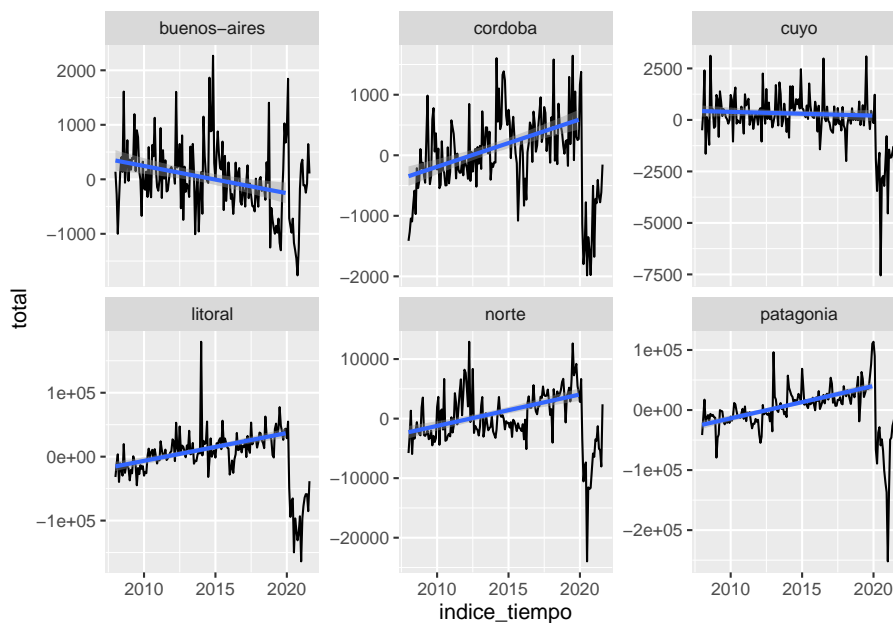 buenos−aires
cordoba
cuyo
2000
1000
0
−1000
1000
0
−1000
−2000
2500
0
−2500
−5000
−7500
litoral
norte
patagonia
1e+05
0e+00
−1e+05
10000
0
−10000
−20000
1e+05
0e+00
−1e+05
−2e+05
2010
2015
2020
2010
2015
2020
2010
2015
2020
total
indice_tiempo